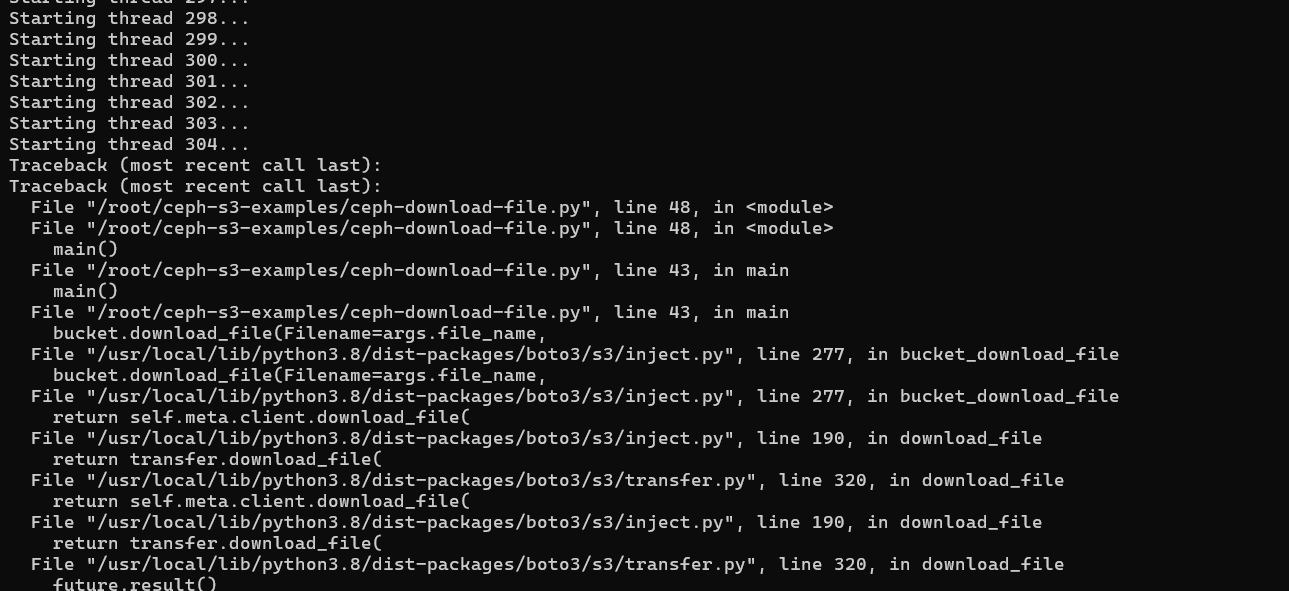 Starting thread 297...
Starting thread 298...
Starting thread 299...
Starting thread 300...
Starting thread 301...
Starting thread 302...
Starting thread 303...
Starting thread 304...
Traceback (most recent call last):
Traceback (most recent call last):
  File "/root/ceph-s3-examples/ceph-download-file.py", line 48, in <module>
  File "/root/ceph-s3-examples/ceph-download-file.py", line 48, in <module>
    main()
  File "/root/ceph-s3-examples/ceph-download-file.py", line 43, in main
    main()
  File "/root/ceph-s3-examples/ceph-download-file.py", line 43, in main
    bucket.download_file(Filename=args.file_name,
  File "/usr/local/lib/python3.8/dist-packages/boto3/s3/inject.py", line 277, in bucket_download_file
    bucket.download_file(Filename=args.file_name,
  File "/usr/local/lib/python3.8/dist-packages/boto3/s3/inject.py", line 277, in bucket_download_file
    return self.meta.client.download_file(
  File "/usr/local/lib/python3.8/dist-packages/boto3/s3/inject.py", line 190, in download_file
    return transfer.download_file(
  File "/usr/local/lib/python3.8/dist-packages/boto3/s3/transfer.py", line 320, in download_file
    return self.meta.client.download_file(
  File "/usr/local/lib/python3.8/dist-packages/boto3/s3/inject.py", line 190, in download_file
    return transfer.download_file(
  File "/usr/local/lib/python3.8/dist-packages/boto3/s3/transfer.py", line 320, in download_file
    future.result()